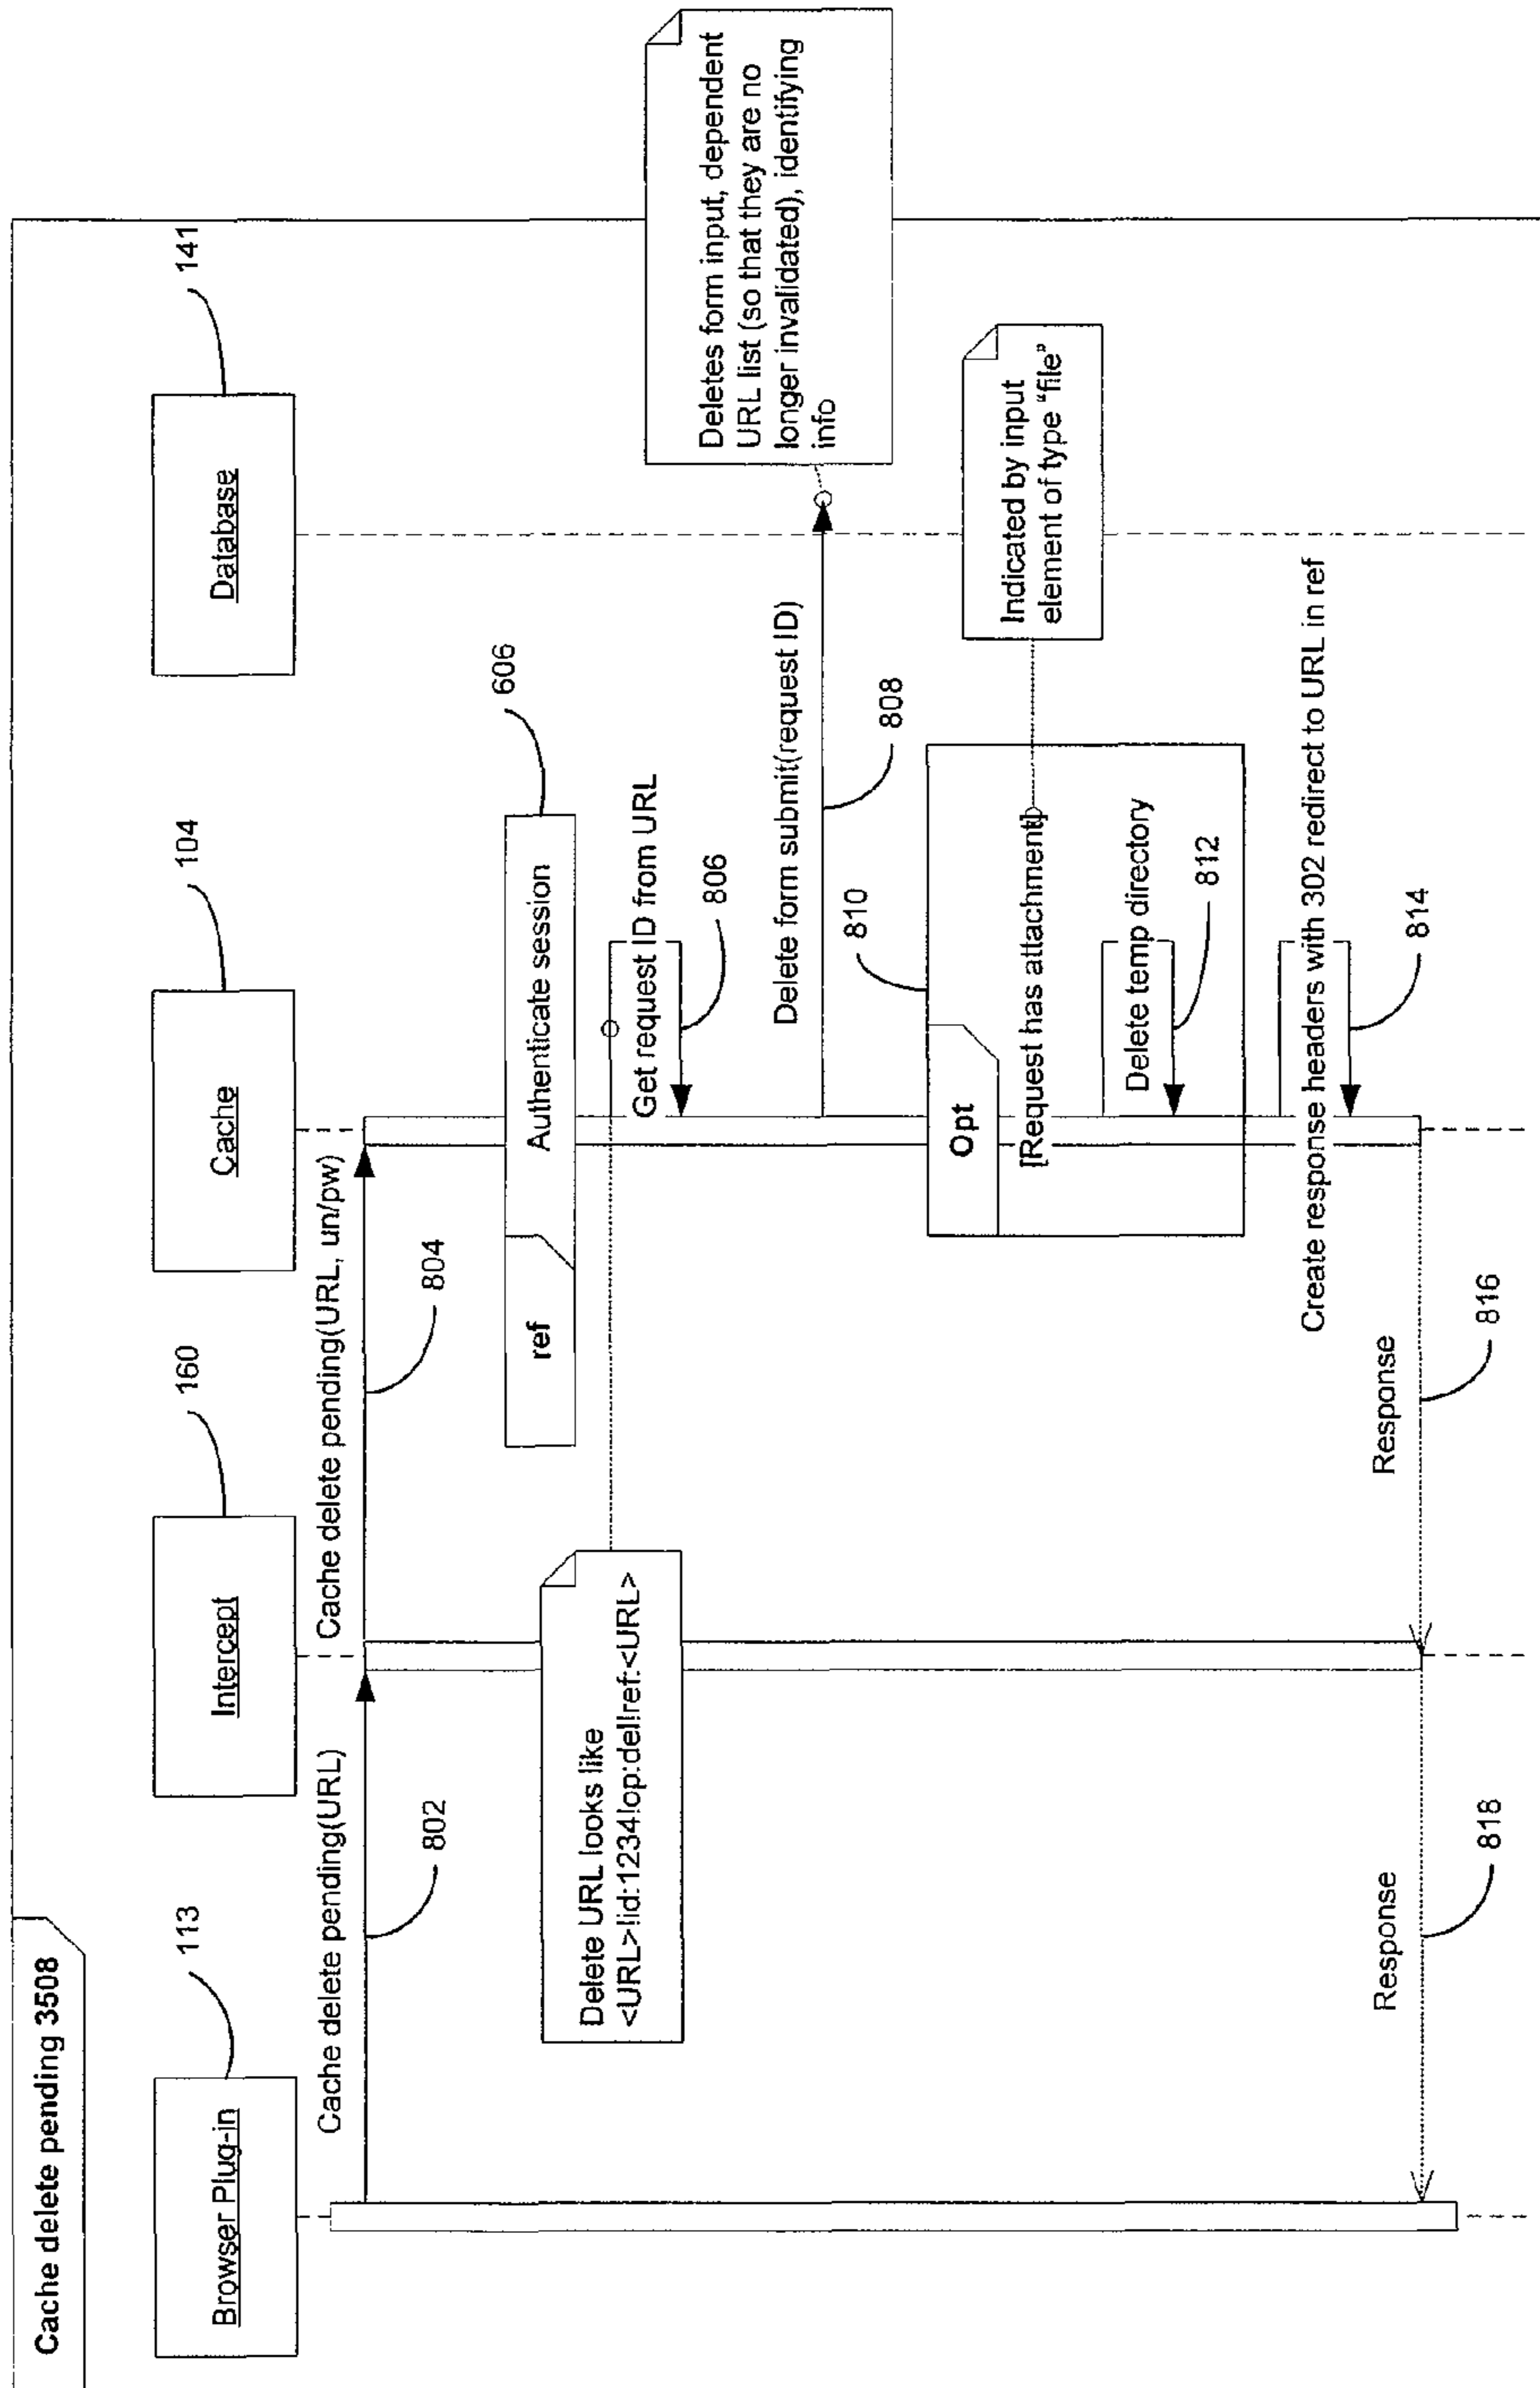 Cache delete pending 3508
Browser Plug-in
113
Intercept
160
Cache
104
Database
141
Cache delete pending(URL)
802
Cache delete pending(URL, un/pw)
804
ref
Authenticate session
606
Delete URL looks like
<URL>!id:1234!op:del!ref:<URL>
Get request ID from URL
806
Delete form submit(request ID)
808
Deletes form input, dependent
URL list (so that they are no
longer invalidated), identifying
info
810
Opt
[Request has attachment]
Indicated by input
element of type “file”
Delete temp directory
812
Create response headers with 302 redirect to URL in ref
814
Response
816
Response
818